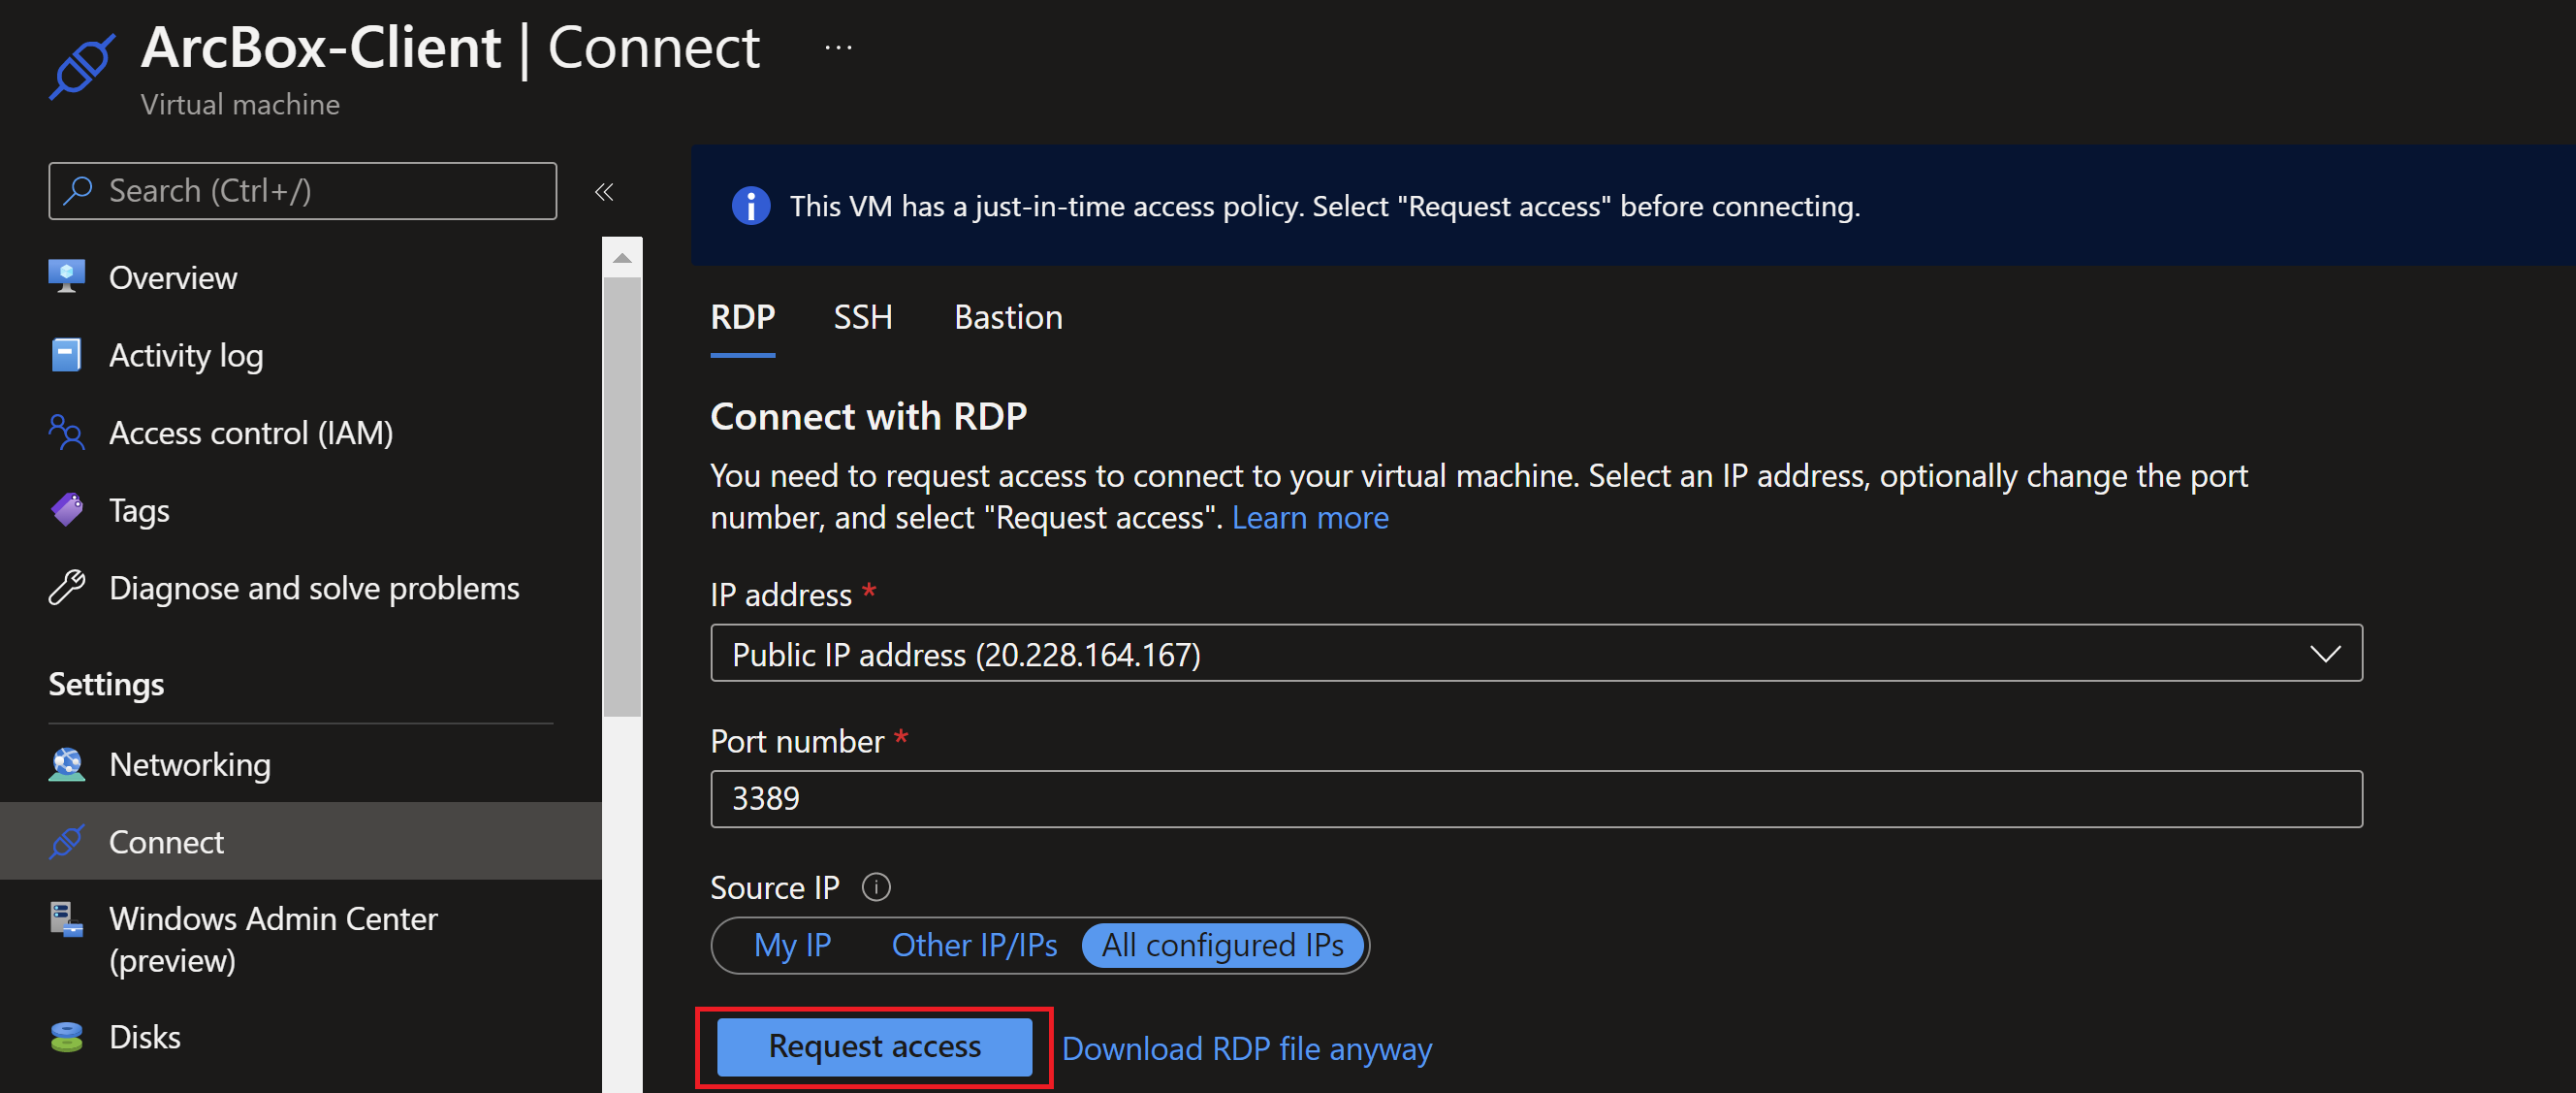 ArcBox-Client | Connect ...
Virtual machine
Search (Ctrl+/)
Overview
Activity log
Access control (IAM)
Tags
Diagnose and solve problems
Settings
Networking
Connect
Windows Admin Center
(preview)
Disks
This VM has a just-in-time access policy. Select "Request access" before connecting.
RDP SSH Bastion
Connect with RDP
You need to request access to connect to your virtual machine. Select an IP address, optionally change the port
number, and select "Request access". Learn more
IP address *
Public IP address (20.228.164.167)
Port number *
3389
Source IP
My IP Other IP/IPs All configured IPs
Request access Download RDP file anyway